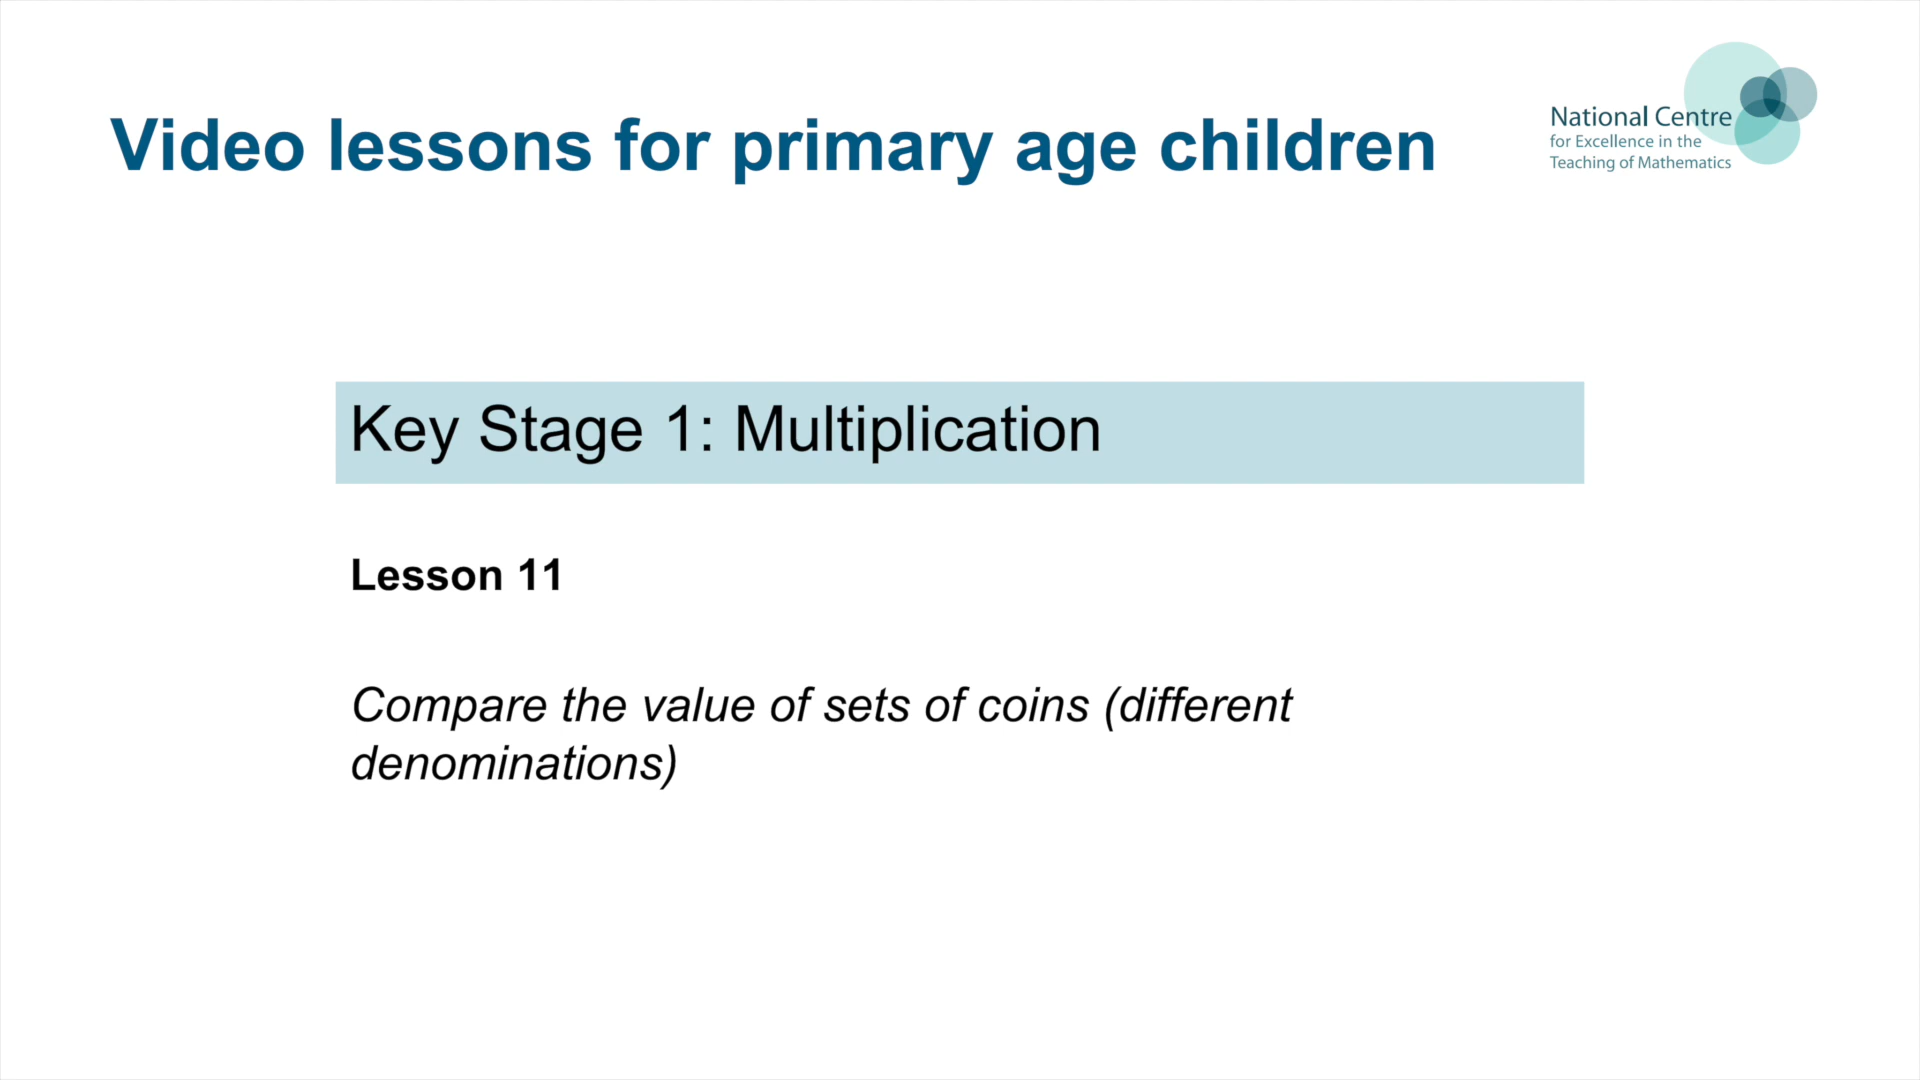 Video lessons for primary age children
National Centre
for Excellence in the
Teaching of Mathematics
Key Stage 1: Multiplication
Lesson 11
Compare the value of sets of coins (different
denominations)